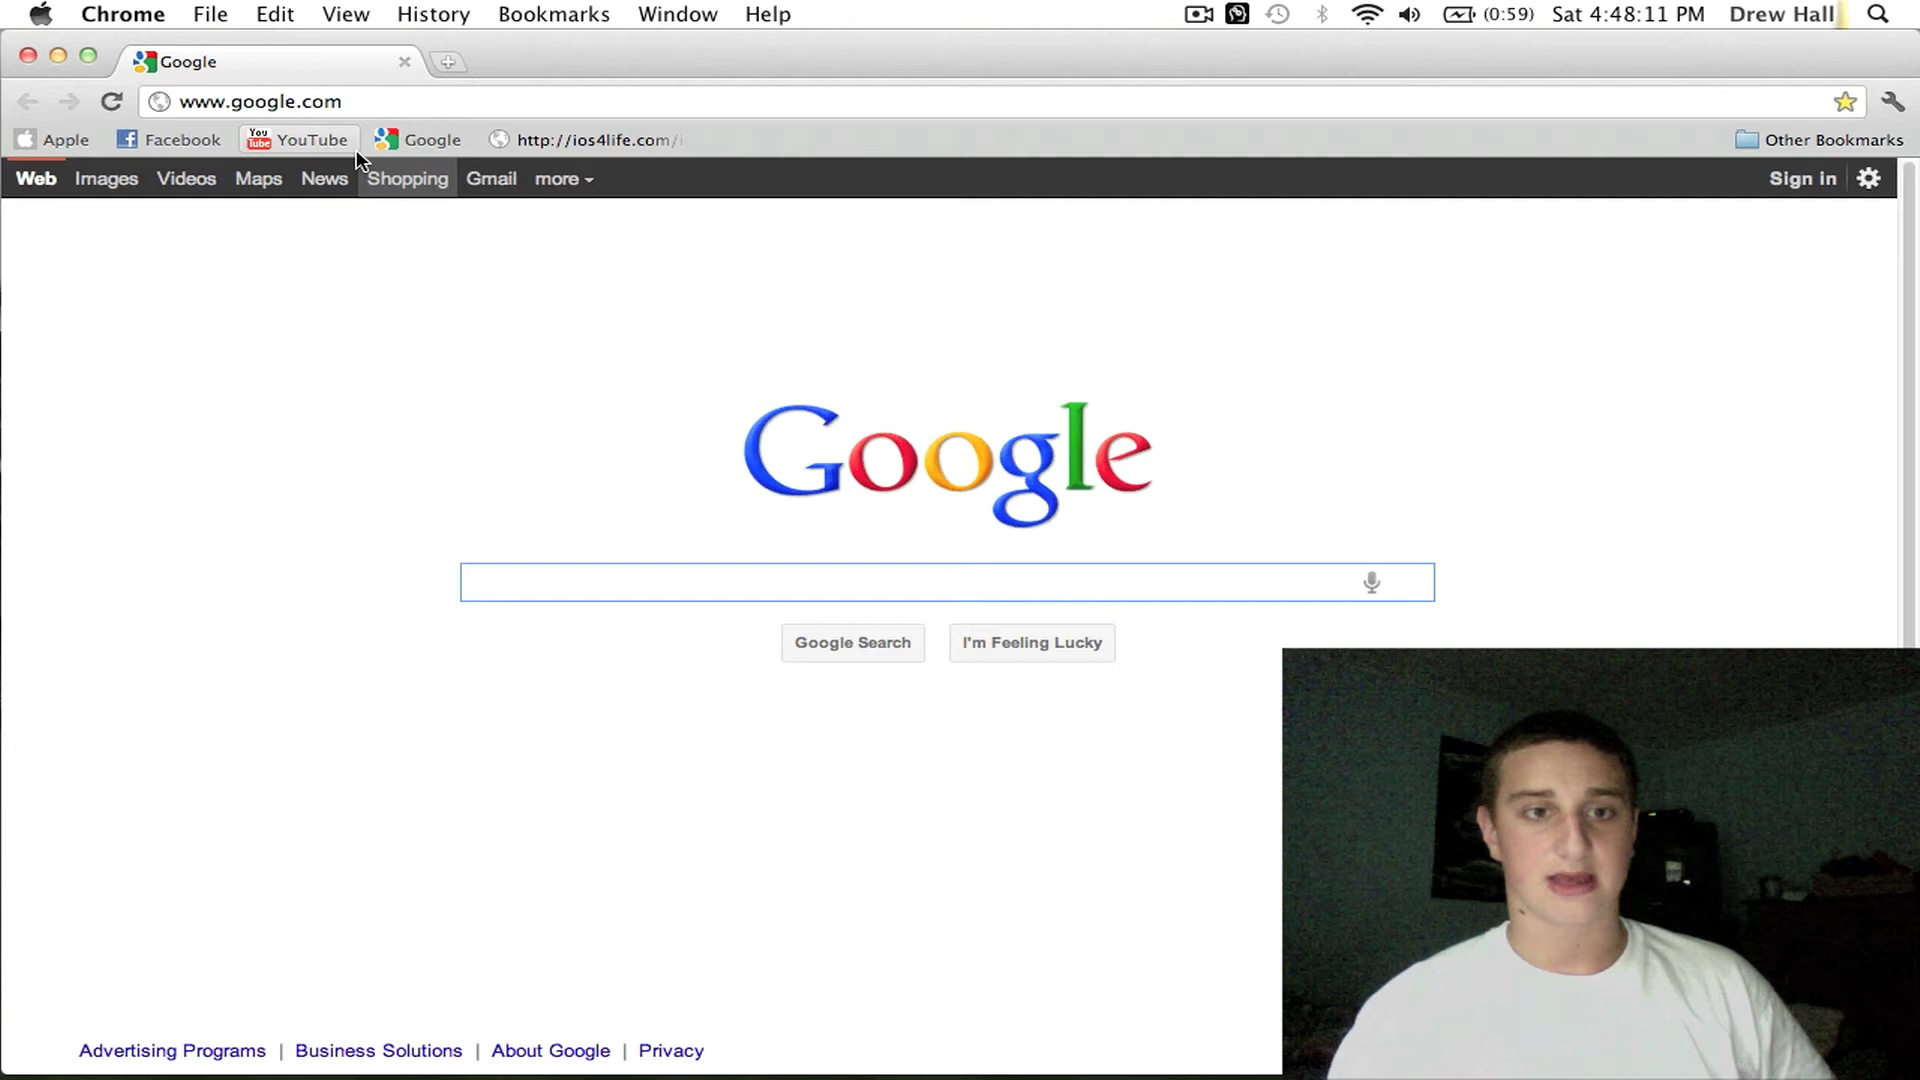 Chrome File Edit View History Bookmarks Window Help (0:59) Sat 4:48:11 PM Drew Hall
Google
www.google.com
Apple Facebook You Tube YouTube Google http://ios4life.com/ Other Bookmarks
Web Images Videos Maps News Shopping Gmail more Sign in
Google
Google Search I'm Feeling Lucky
Advertising Programs | Business Solutions | About Google | Privacy